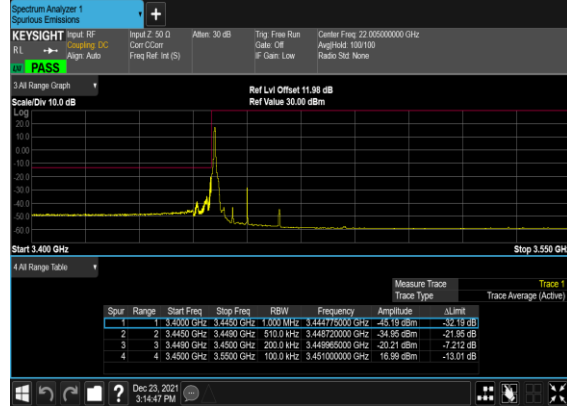 Spectrum Analyzer 1
Spurious Emissions
KEYSIGHT Input: RF Input Z: 50 Ω Atten: 30 dB Trig: Free Run Center Freq: 22.005000000 GHz
RL Coupling: DC Corr CCorr Gate: Off Avg|Hold: 100/100
Align: Auto Freq Ref: Int (S) IF Gain: Low Radio Std: None
PASS
3 All Range Graph
Ref Lvl Offset 11.98 dB
Scale/Div 10.0 dB Ref Value 30.00 dBm
Log
20.0
10.0
0.00
-10.0
-20.0
-30.0
-40.0
-50.0
-60.0
Start 3.400 GHz Stop 3.550 GHz
4 All Range Table
Measure Trace Trace 1
Trace Type Trace Average (Active)
Spur Range Start Freq Stop Freq RBW Frequency Amplitude ΔLimit
1 1 3.4000 GHz 3.4450 GHz 1.000 MHz 3.444775000 GHz -45.19 dBm -32.19 dB
2 2 3.4450 GHz 3.4490 GHz 510.0 kHz 3.448720000 GHz -34.95 dBm -21.95 dB
3 3 3.4490 GHz 3.4500 GHz 200.0 kHz 3.449965000 GHz -20.21 dBm -7.212 dB
4 4 3.4500 GHz 3.5500 GHz 100.0 kHz 3.451000000 GHz 16.99 dBm -13.01 dB
? Dec 23, 2021
3:14:47 PM